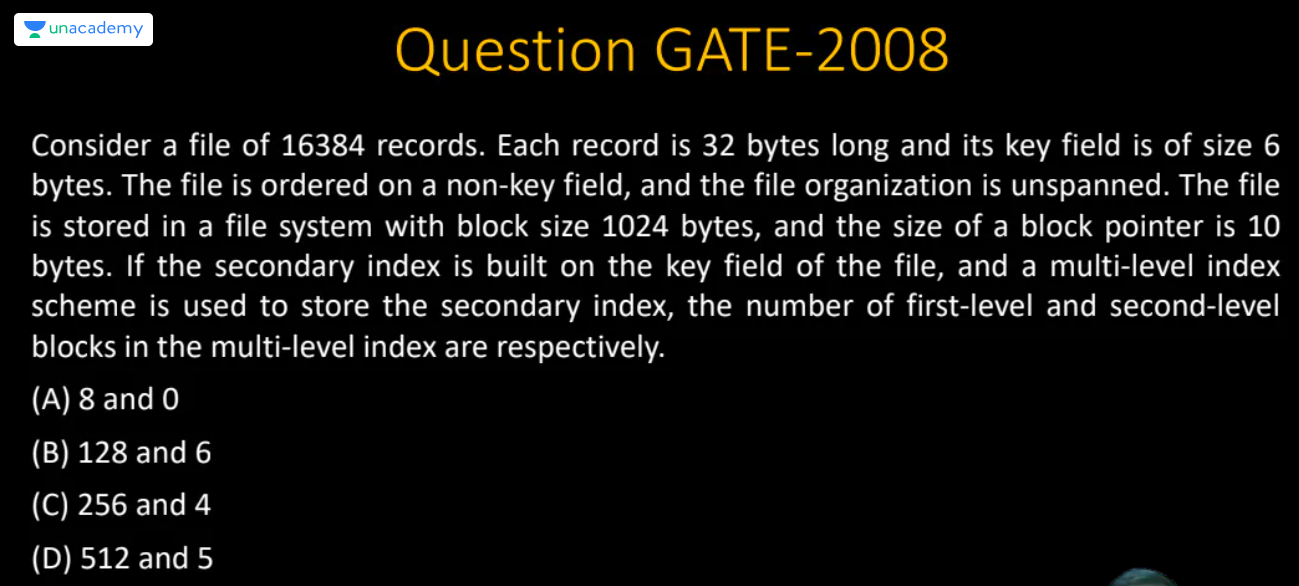 unacademy
Question GATE-2008
Consider a file of 16384 records. Each record is 32 bytes long and its key field is of size 6
bytes. The file is ordered on a non-key field, and the file organization is unspanned. The file
is stored in a file system with block size 1024 bytes, and the size of a block pointer is 10
bytes. If the secondary index is built on the key field of the file, and a multi-level index
scheme is used to store the secondary index, the number of first-level and second-level
blocks in the multi-level index are respectively.
(A) 8 and 0
(B) 128 and 6
(C) 256 and 4
(D) 512 and 5